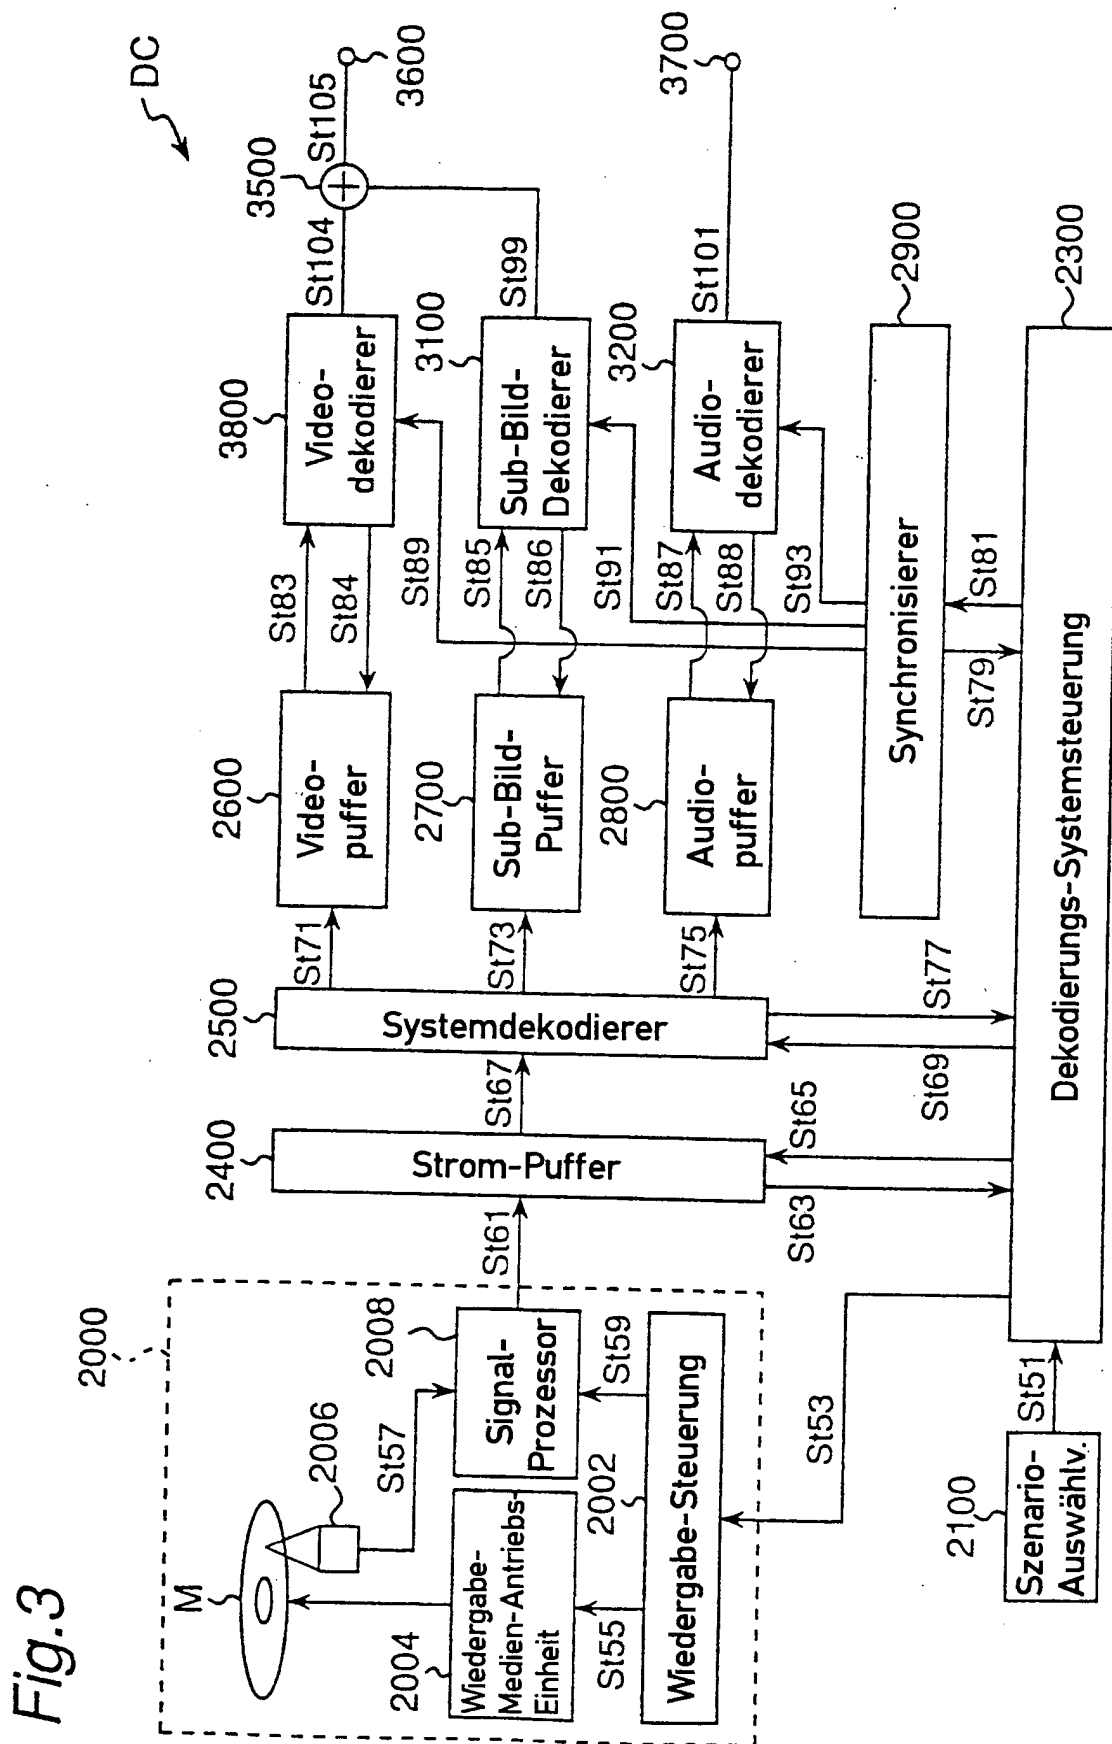 Fig.3
DC
2000
M
2006
St57
2004
Wiedergabe-
Medien-Antriebs-
Einheit
2008
Signal-
Prozessor
St55
2002
St59
Wiedergabe-Steuerung
St53
2100
Szenario-
Auswählv.
St51
St61
2400
Strom-Puffer
St63
St65
St67
2500
Systemdekodierer
St69
St77
St71
St73
St75
2600
Video-
puffer
2700
Sub-Bild-
Puffer
2800
Audio-
puffer
St83
St84
St89
St85
St86
St91
St87
St88
St93
3800
Video-
dekodierer
3100
Sub-Bild-
Dekodierer
3200
Audio-
dekodierer
St104
3500
St105
3600
St99
St101
3700
Synchronisierer
2900
St79
St81
Dekodierungs-Systemsteuerung
2300